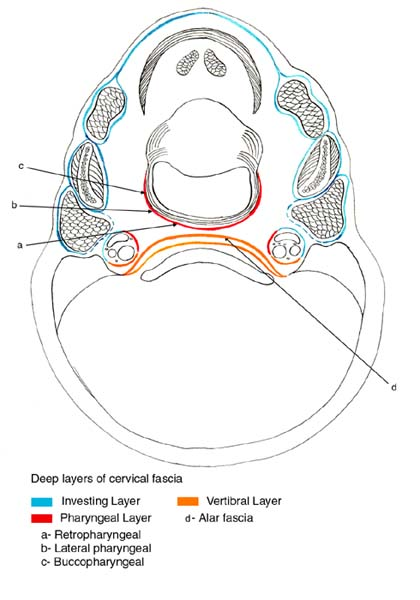 c
b
a
d
Deep layers of cervical fascia
Investing Layer
Vertibral Layer
Pharyngeal Layer
d- Alar fascia
a- Retropharyngeal
b- Lateral pharyngeal
c- Buccopharyngeal